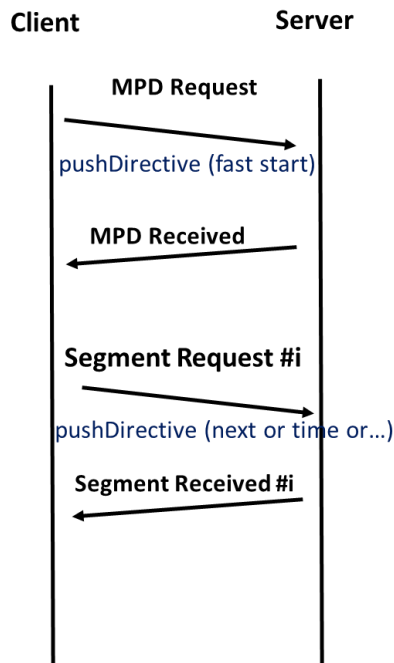 Client
Server
MPD Request
pushDirective (fast start)
MPD Received
Segment Request #i
pushDirective (next or time or...)
Segment Received #i